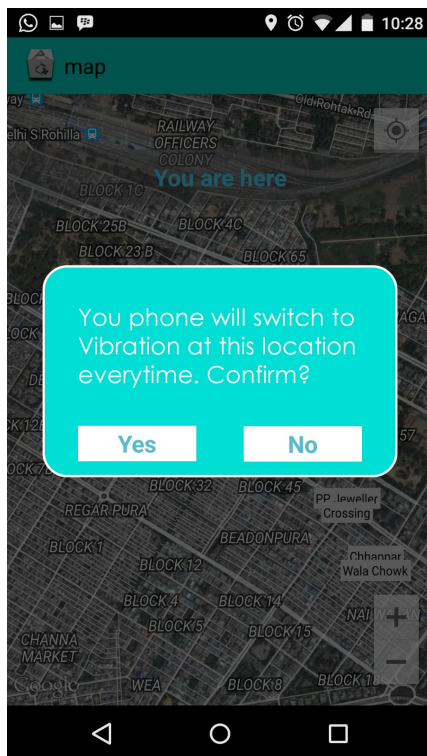 10:28
map
Old Rohtak Rd
elhi S.Rohilla
RAILWAY
OFFICERS
COLONY
You are here
BLOCK 1C
BLOCK 25B
BLOCK 4C
BLOCK 23 B
BLOCK 65
You phone will switch to
Vibration at this location
everytime. Confirm?
Yes
No
57
BLOCK 32
BLOCK 45
PP Jeweller
Crossing
REGAR PURA
BEADONPURA
BLOCK 1
BLOCK 12
Chhappar
Wala Chowk
BLOCK 4
BLOCK 14
BLOCK 5
BLOCK 15
CHANNA
MARKET
+
−
Google
WEA
BLOCK 8